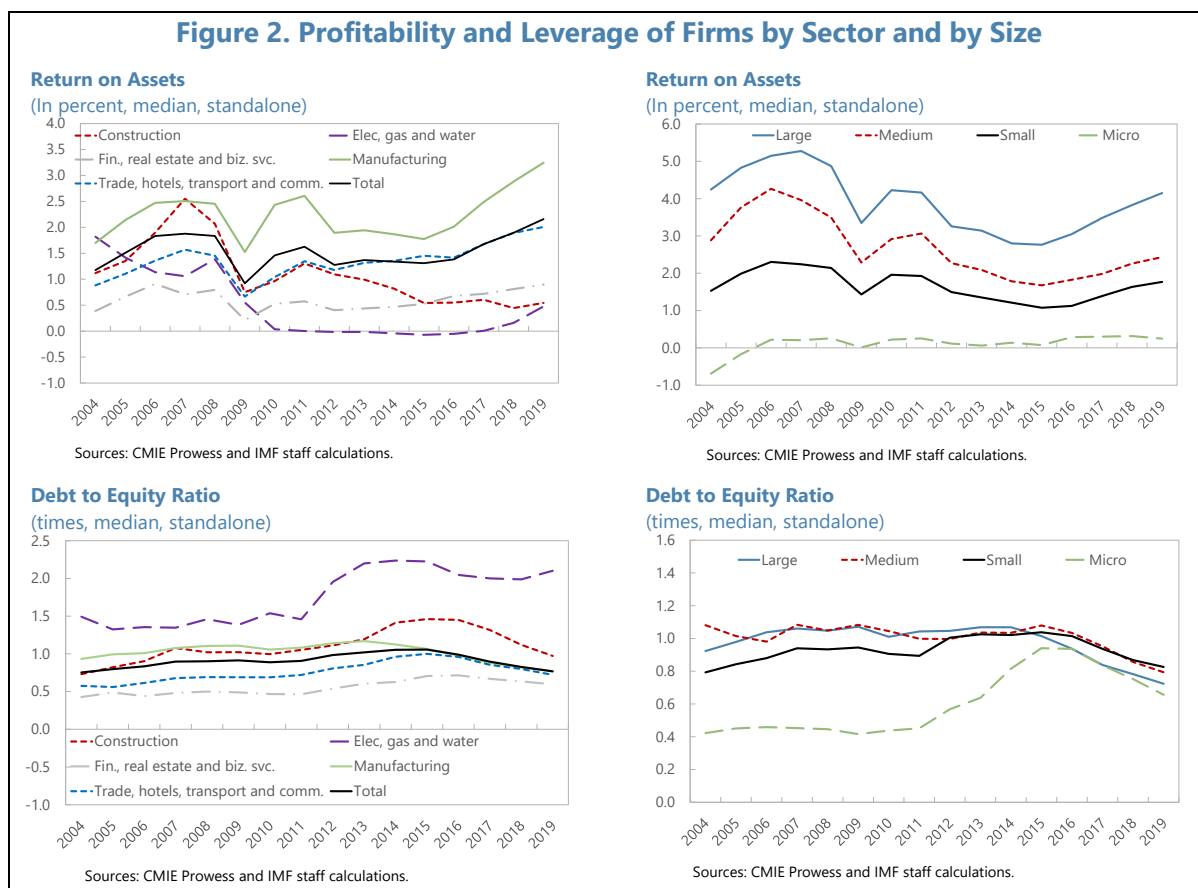 Figure 2. Profitability and Leverage of Firms by Sector and by Size
Return on Assets
(In percent, median, standalone)
4.0
3.5
3.0
2.5
2.0
1.5
1.0
0.5
0.0
-0.5
-1.0
Construction
Elec, gas and water
Fin., real estate and biz. svc.
Manufacturing
Trade, hotels, transport and comm.
Total
2004 2005 2006 2007 2008 2009 2010 2011 2012 2013 2014 2015 2016 2017 2018 2019
Sources: CMIE Prowess and IMF staff calculations.
Return on Assets
(In percent, median, standalone)
6.0
5.0
4.0
3.0
2.0
1.0
0.0
-1.0
Large Medium Small Micro
2004 2005 2006 2007 2008 2009 2010 2011 2012 2013 2014 2015 2016 2017 2018 2019
Sources: CMIE Prowess and IMF staff calculations.
Debt to Equity Ratio
(times, median, standalone)
2.5
2.0
1.5
1.0
0.5
0.0
-0.5
-1.0
Construction
Elec, gas and water
Fin., real estate and biz. svc.
Manufacturing
Trade, hotels, transport and comm.
Total
2004 2005 2006 2007 2008 2009 2010 2011 2012 2013 2014 2015 2016 2017 2018 2019
Sources: CMIE Prowess and IMF staff calculations.
Debt to Equity Ratio
(times, median, standalone)
1.6
1.4
1.2
1.0
0.8
0.6
0.4
0.2
0.0
Large Medium Small Micro
2004 2005 2006 2007 2008 2009 2010 2011 2012 2013 2014 2015 2016 2017 2018 2019
Sources: CMIE Prowess and IMF staff calculations.